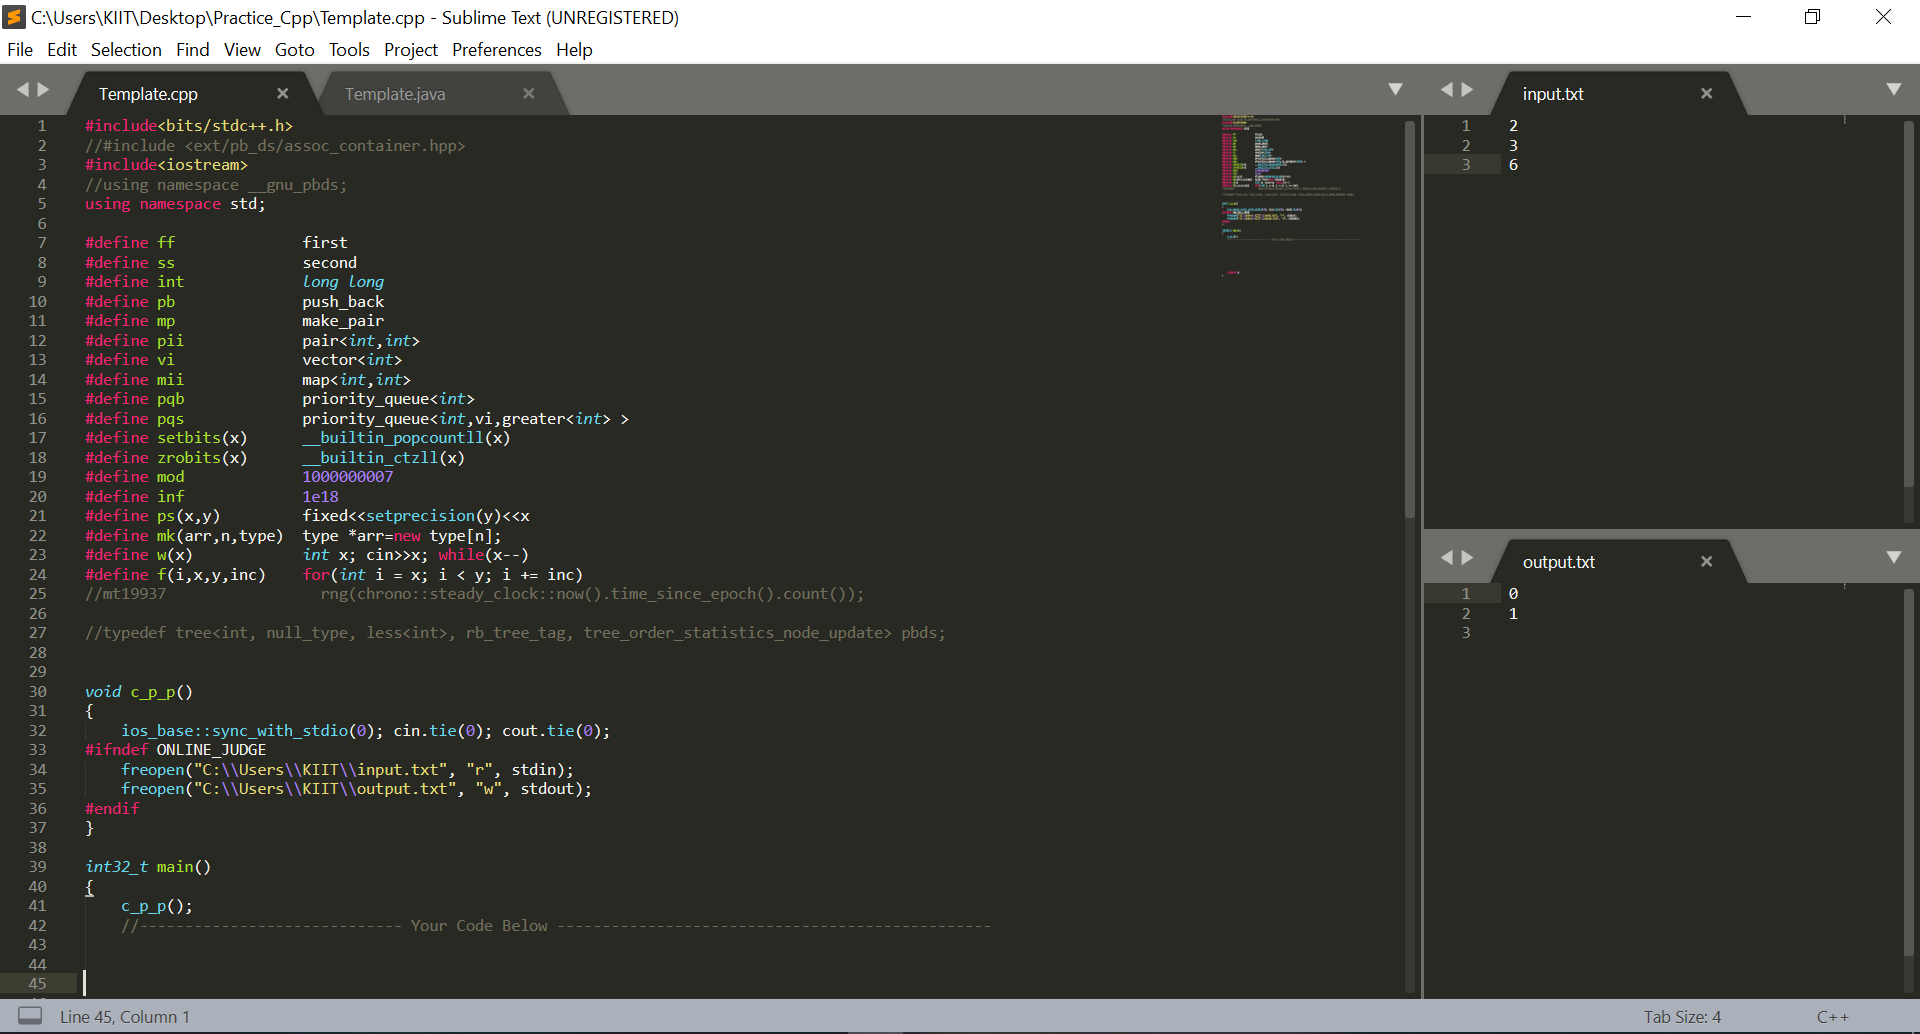 C:\Users\KIIT\Desktop\Practice_Cpp\Template.cpp - Sublime Text (UNREGISTERED)
File Edit Selection Find View Goto Tools Project Preferences Help
Template.cpp
Template.java
1 #include<bits/stdc++.h>
2 //#include <ext/pb_ds/assoc_container.hpp>
3 #include<iostream>
4 //using namespace __gnu_pbds;
5 using namespace std;
6
7 #define ff first
8 #define ss second
9 #define int long long
10 #define pb push_back
11 #define mp make_pair
12 #define pii pair<int,int>
13 #define vi vector<int>
14 #define mii map<int,int>
15 #define pqb priority_queue<int>
16 #define pqs priority_queue<int,vi,greater<int> >
17 #define setbits(x) __builtin_popcountll(x)
18 #define zrobits(x) __builtin_ctzll(x)
19 #define mod 1000000007
20 #define inf 1e18
21 #define ps(x,y) fixed<<setprecision(y)<<x
22 #define mk(arr,n,type) type *arr=new type[n];
23 #define w(x) int x; cin>>x; while(x--)
24 #define f(i,x,y,inc) for(int i = x; i < y; i += inc)
25 //mt19937 rng(chrono::steady_clock::now().time_since_epoch().count());
26
27 //typedef tree<int, null_type, less<int>, rb_tree_tag, tree_order_statistics_node_update> pbds;
28
29
30 void c_p_p()
31 {
32 ios_base::sync_with_stdio(0); cin.tie(0); cout.tie(0);
33 #ifndef ONLINE_JUDGE
34 freopen("C:\\Users\\KIIT\\input.txt", "r", stdin);
35 freopen("C:\\Users\\KIIT\\output.txt", "w", stdout);
36 #endif
37 }
38
39 int32_t main()
40 {
41 c_p_p();
42 //----------------------------- Your Code Below ------------------------------------------------
43
44
45
input.txt
1 2
2 3
3 6
output.txt
1 0
2 1
3
Line 45, Column 1
Tab Size: 4
C++